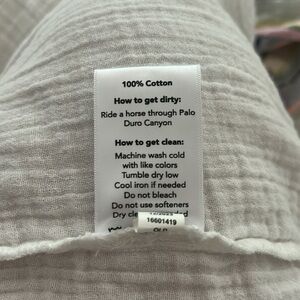 100% Cotton
How to get dirty:
Ride a horse through Palo
Duro Canyon
How to get clean:
Machine wash cold
with like colors
Tumble dry low
Cool iron if needed
Do not bleach
Do not use softeners
Dry
16601419